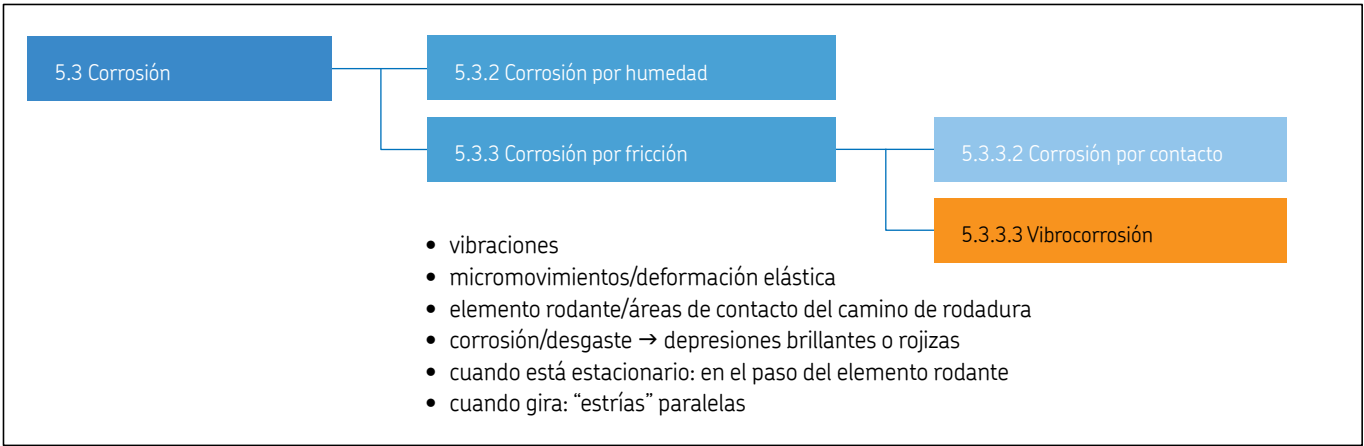 5.3 Corrosión
5.3.2 Corrosión por humedad
5.3.3 Corrosión por fricción
5.3.3.2 Corrosión por contacto
5.3.3.3 Vibrocorrosión
• vibraciones
• micromovimientos/deformación elástica
• elemento rodante/áreas de contacto del camino de rodadura
• corrosión/desgaste → depresiones brillantes o rojizas
• cuando está estacionario: en el paso del elemento rodante
• cuando gira: “estrías” paralelas